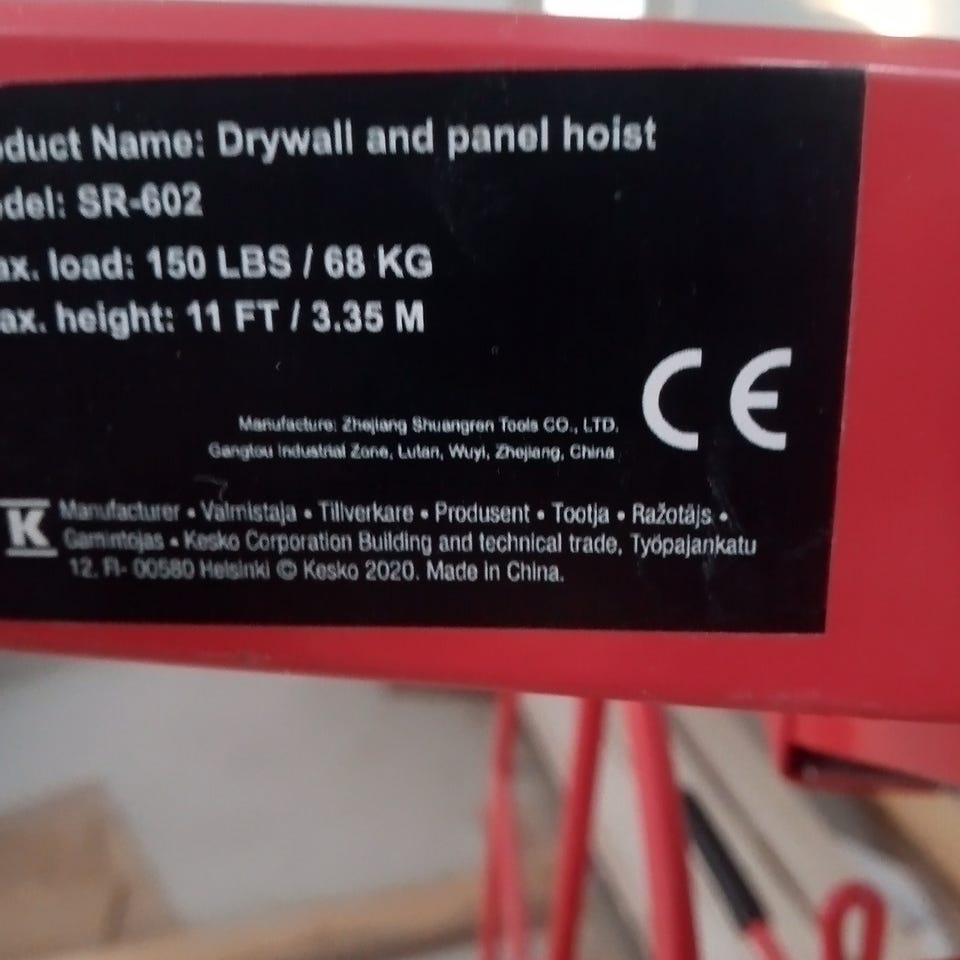 oduct Name: Drywall and panel hoist
odel: SR-602
ax. load: 150 LBS / 68 KG
ax. height: 11 FT / 3.35 M
CE
Manufacture: Zhejiang Shuangren Tools CO., LTD.
Gangtou Industrial Zone, Lutan, Wuyi, Zhejiang, China
K
Manufacturer • Valmistaja • Tillverkare • Produsent • Tootja • Ražotājs •
Gamintojas • Kesko Corporation Building and technical trade, Työpajankatu
12. FI- 00580 Helsinki © Kesko 2020. Made in China.